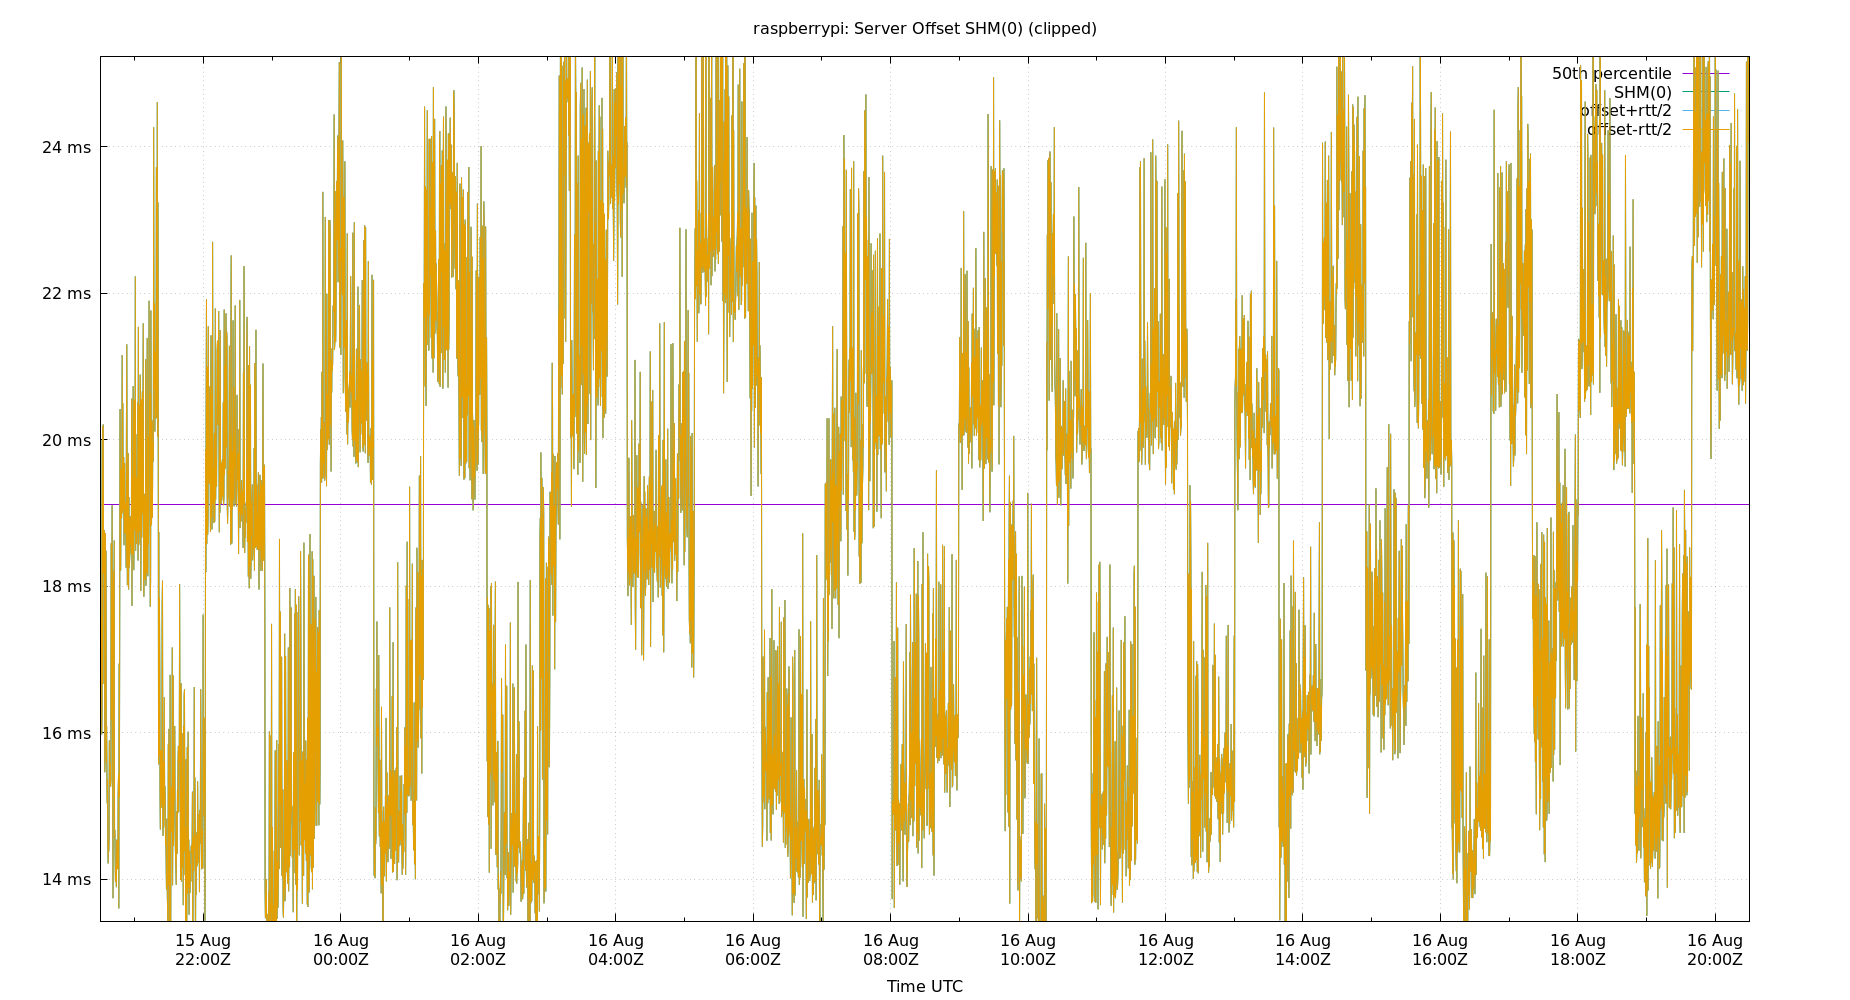 raspberrypi: Server Offset SHM(0) (clipped)
50th percentile
SHM(0)
offset+rtt/2
offset-rtt/2
24 ms
22 ms
20 ms
18 ms
16 ms
14 ms
15 Aug 16 Aug 16 Aug 16 Aug 16 Aug 16 Aug 16 Aug 16 Aug 16 Aug 16 Aug 16 Aug 16 Aug
22:00Z 00:00Z 02:00Z 04:00Z 06:00Z 08:00Z 10:00Z 12:00Z 14:00Z 16:00Z 18:00Z 20:00Z
Time UTC